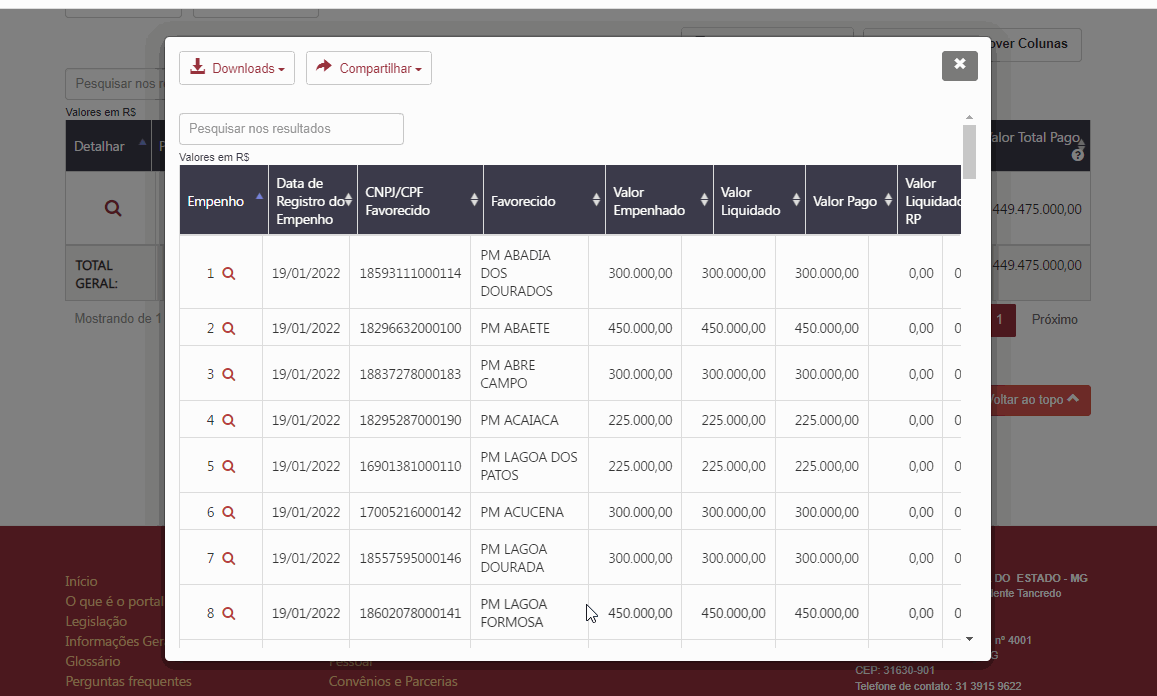 over Colunas
Downloads
Compartilhar
Pesquisar nos re
Pesquisar nos resultados
Valores em R$
Valores em R$
Detalhar
P
alor Total Pago
Empenho
Data de
Registro do
Empenho
CNPJ/CPF
Favorecido
Favorecido
Valor
Empenhado
Valor
Liquidado
Valor Pago
Valor
Liquidado
RP
449.475.000,00
1 19/01/2022 18593111000114 PM ABADIA
DOS
DOURADOS
300.000,00 300.000,00 300.000,00 0,00 0
TOTAL
GERAL:
449.475.000,00
Mostrando de 1
1 Próximo
2 19/01/2022 18296632000100 PM ABAETE 450.000,00 450.000,00 450.000,00 0,00 0
3 19/01/2022 18837278000183 PM ABRE
CAMPO
300.000,00 300.000,00 300.000,00 0,00 0
oltar ao topo
4 19/01/2022 18295287000190 PM ACAIACA 225.000,00 225.000,00 225.000,00 0,00 0
5 19/01/2022 16901381000110 PM LAGOA DOS
PATOS
225.000,00 225.000,00 225.000,00 0,00 0
6 19/01/2022 17005216000142 PM ACUCENA 300.000,00 300.000,00 300.000,00 0,00 0
7 19/01/2022 18557595000146 PM LAGOA
DOURADA
300.000,00 300.000,00 300.000,00 0,00 0
8 19/01/2022 18602078000141 PM LAGOA
FORMOSA
450.000,00 450.000,00 450.000,00 0,00 0
Início
O que é o portal
Legislação
Informações Ger
Glossário
Perguntas frequentes
Pessoal
Convênios e Parcerias
DO ESTADO - MG
dente Tancredo
nº 4001
G
CEP: 31630-901
Telefone de contato: 31 3915 9622